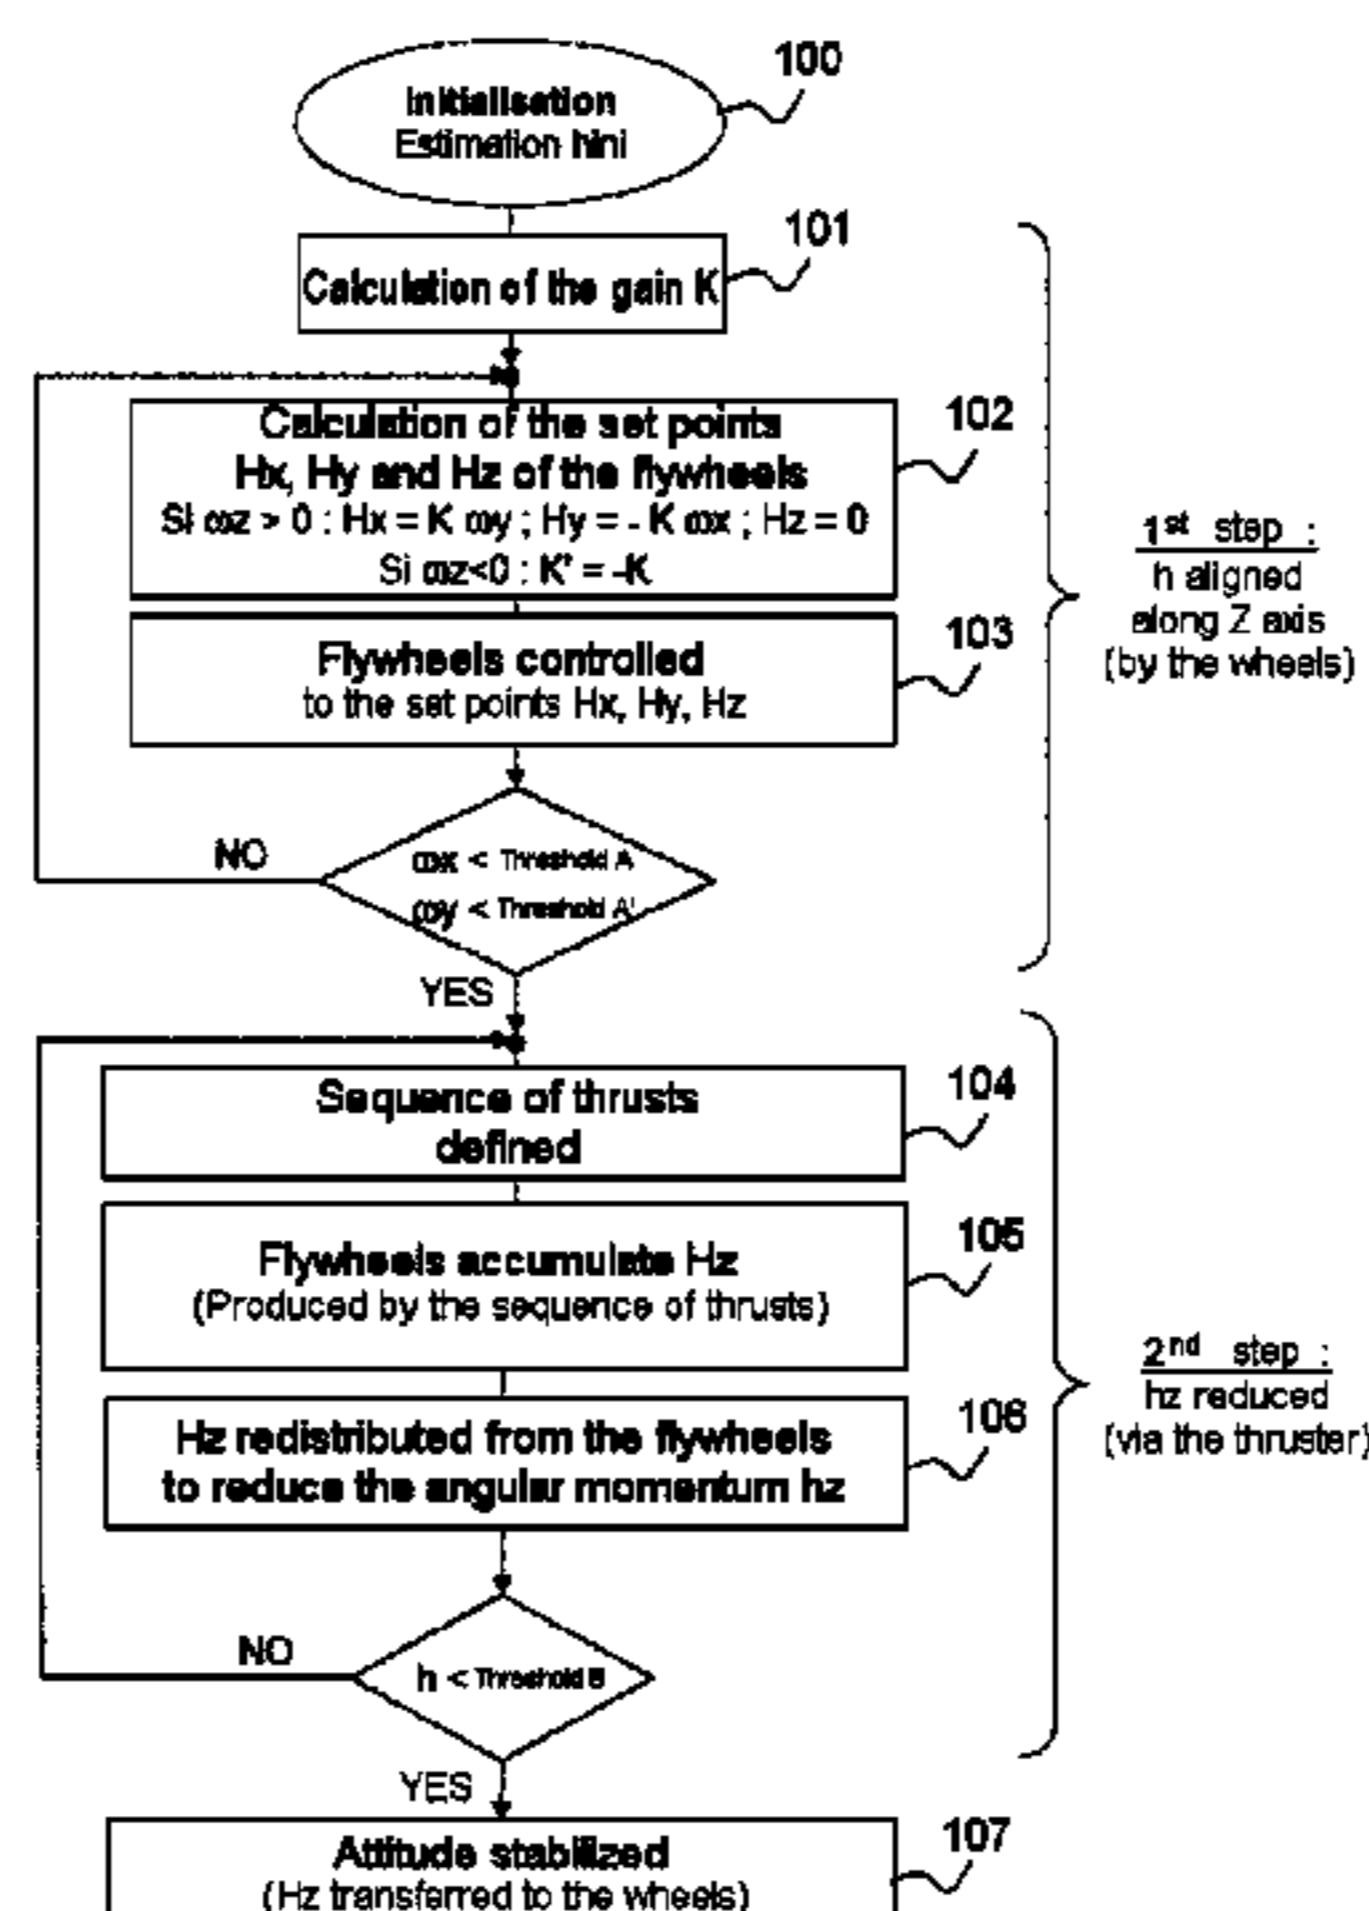 100
Initialisation
Estimation hini
101
Calculation of the gain K
102
Calculation of the set points
Hx, Hy and Hz of the flywheels
Si ωz > 0 : Hx = K ωy ; Hy = - K ωx ; Hz = 0
Si ωz<0 : K' = -K
1st step :
h aligned
along Z axis
(by the wheels)
103
Flywheels controlled
to the set points Hx, Hy, Hz
NO
ωx < Threshold A
ωy < Threshold A'
YES
104
Sequence of thrusts
defined
105
Flywheels accumulate Hz
(Produced by the sequence of thrusts)
2nd step :
hz reduced
(via the thruster)
106
Hz redistributed from the flywheels
to reduce the angular momentum hz
NO
h < Threshold B
YES
107
Attitude stabilized
(Hz transferred to the wheels)